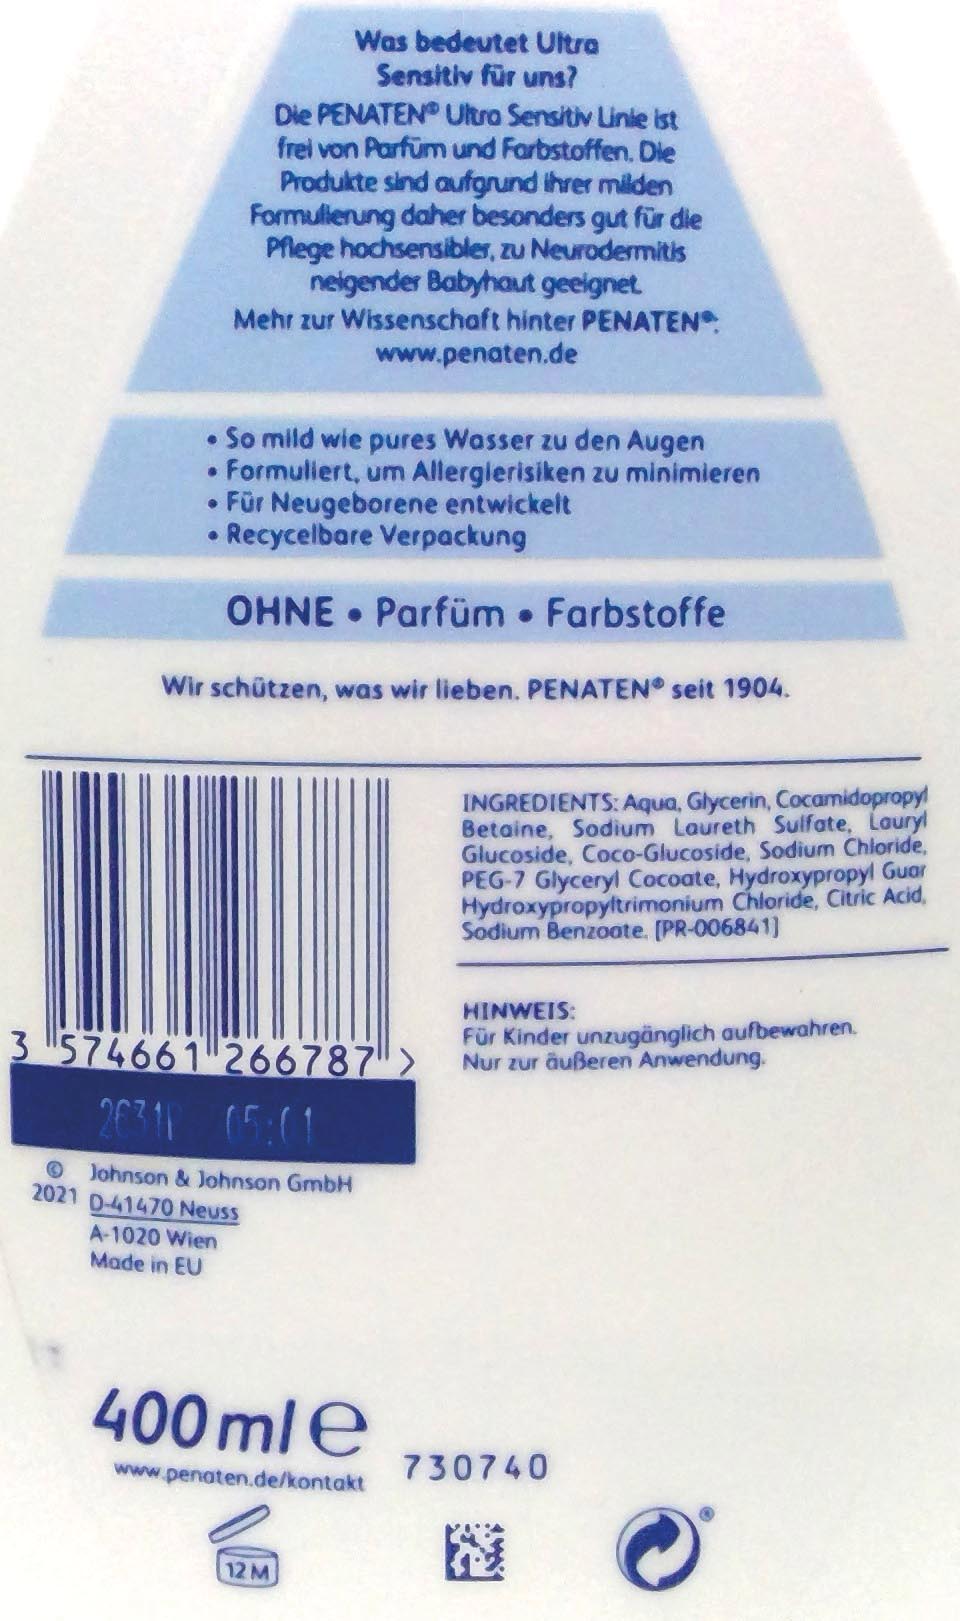 Was bedeutet Ultra
Sensitiv für uns?
Die PENATEN® Ultra Sensitiv Linie ist
frei von Parfüm und Farbstoffen. Die
Produkte sind aufgrund ihrer milden
Formulierung daher besonders gut für die
Pflege hochsensibler, zu Neurodermitis
neigender Babyhaut geeignet.
Mehr zur Wissenschaft hinter PENATEN®:
www.penaten.de
• So mild wie pures Wasser zu den Augen
• Formuliert, um Allergierisiken zu minimieren
• Für Neugeborene entwickelt
• Recycelbare Verpackung
OHNE • Parfüm • Farbstoffe
Wir schützen, was wir lieben. PENATEN® seit 1904.
INGREDIENTS: Aqua, Glycerin, Cocamidopropyl
Betaine, Sodium Laureth Sulfate, Lauryl
Glucoside, Coco-Glucoside, Sodium Chloride,
PEG-7 Glyceryl Cocoate, Hydroxypropyl Guar
Hydroxypropyltrimonium Chloride, Citric Acid,
Sodium Benzoate. [PR-006841]
HINWEIS:
Für Kinder unzugänglich aufbewahren.
Nur zur äußeren Anwendung.
3 574661 266787 >
© Johnson & Johnson GmbH
2021 D-41470 Neuss
A-1020 Wien
Made in EU
400 ml e
www.penaten.de/kontakt
730740
12 M
®